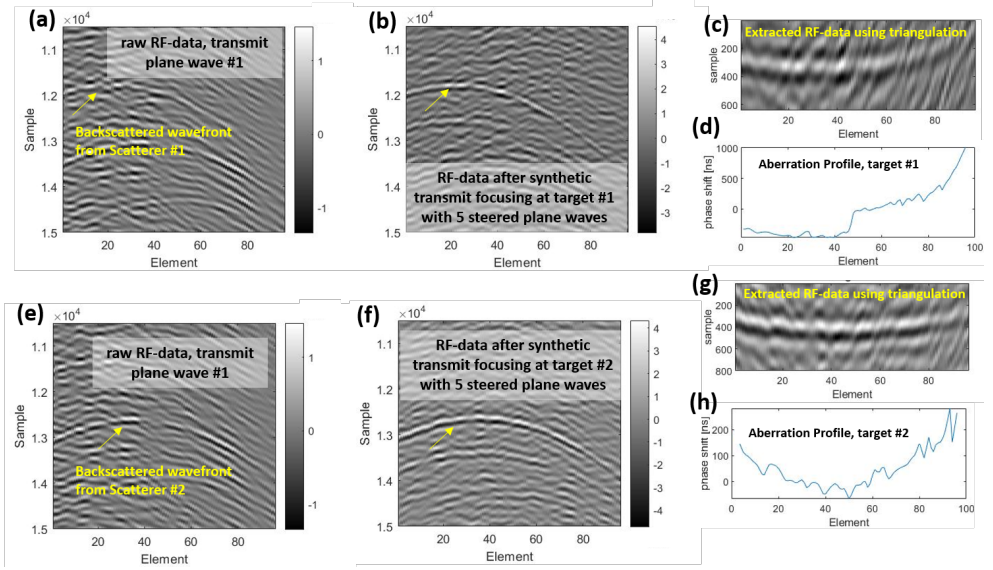 (a)
×10⁴
raw RF-data, transmit
plane wave #1
Backscattered wavefront
from Scatterer #1
1.1
1.2
1.3
1.4
1.5
Sample
20 40 60 80
Element
1
0
-1
(b)
×10⁴
RF-data after synthetic
transmit focusing at target #1
with 5 steered plane waves
1.1
1.2
1.3
1.4
1.5
Sample
20 40 60 80
Element
4
3
2
1
0
-1
-2
-3
(c)
Extracted RF-data using triangulation
200
400
600
sample
20 40 60 80
Element
(d)
Aberration Profile, target #1
1000
500
0
phase shift [ns]
0 20 40 60 80 100
Element
(e)
×10⁴
raw RF-data, transmit
plane wave #1
Backscattered wavefront
from Scatterer #2
1.1
1.2
1.3
1.4
1.5
Sample
20 40 60 80
Element
1
0
-1
(f)
×10⁴
RF-data after synthetic
transmit focusing at target #2
with 5 steered plane waves
1.1
1.2
1.3
1.4
1.5
Sample
20 40 60 80
Element
4
3
2
1
0
-1
-2
-3
-4
(g)
Extracted RF-data using triangulation
200
400
600
800
sample
20 40 60 80
Element
(h)
Aberration Profile, target #2
200
100
0
phase shift [ns]
0 20 40 60 80 100
Element